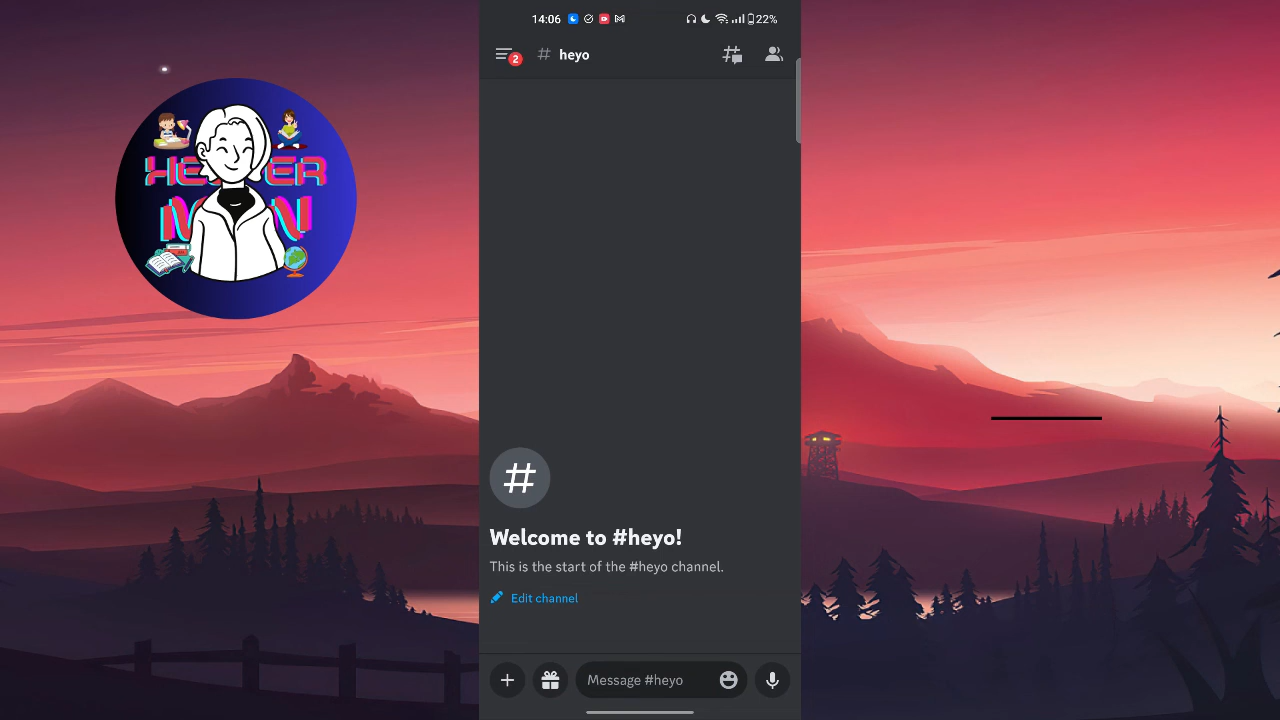 14:06
22%
2
# heyo
#
Welcome to #heyo!
This is the start of the #heyo channel.
Edit channel
Message #heyo